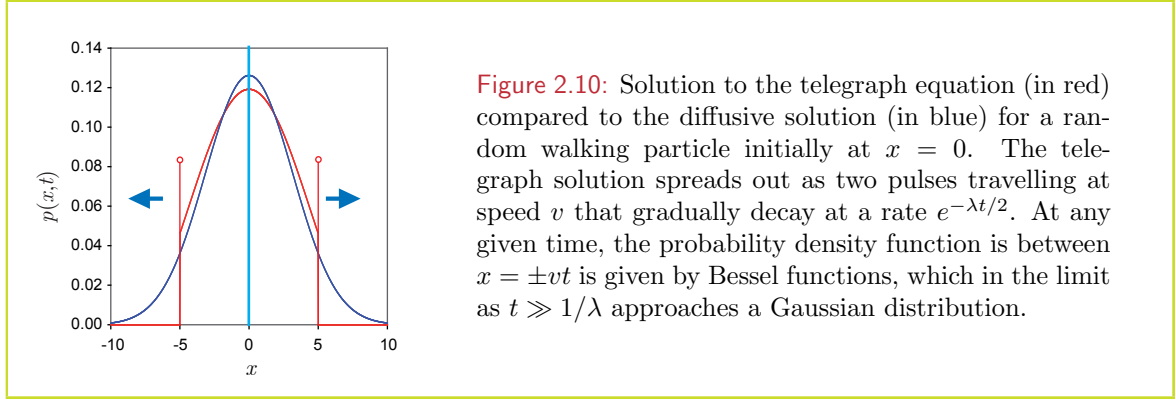 0.14
0.12
0.10
0.08
0.06
0.04
0.02
0.00
p(x,t)
-10 -5 0 5 10
x
Figure 2.10: Solution to the telegraph equation (in red)
compared to the diffusive solution (in blue) for a ran-
dom walking particle initially at x = 0. The tele-
graph solution spreads out as two pulses travelling at
speed v that gradually decay at a rate e^{-λt/2}. At any
given time, the probability density function is between
x = ±vt is given by Bessel functions, which in the limit
as t ≫ 1/λ approaches a Gaussian distribution.